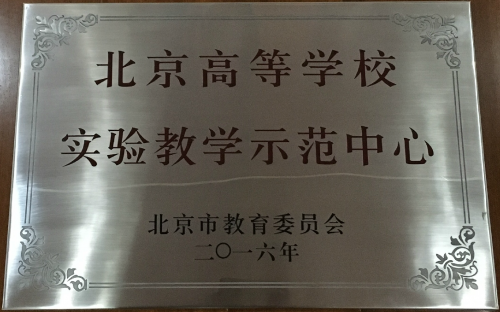 北京高等学校
实验教学示范中心
北京市教育委员会
二〇一六年